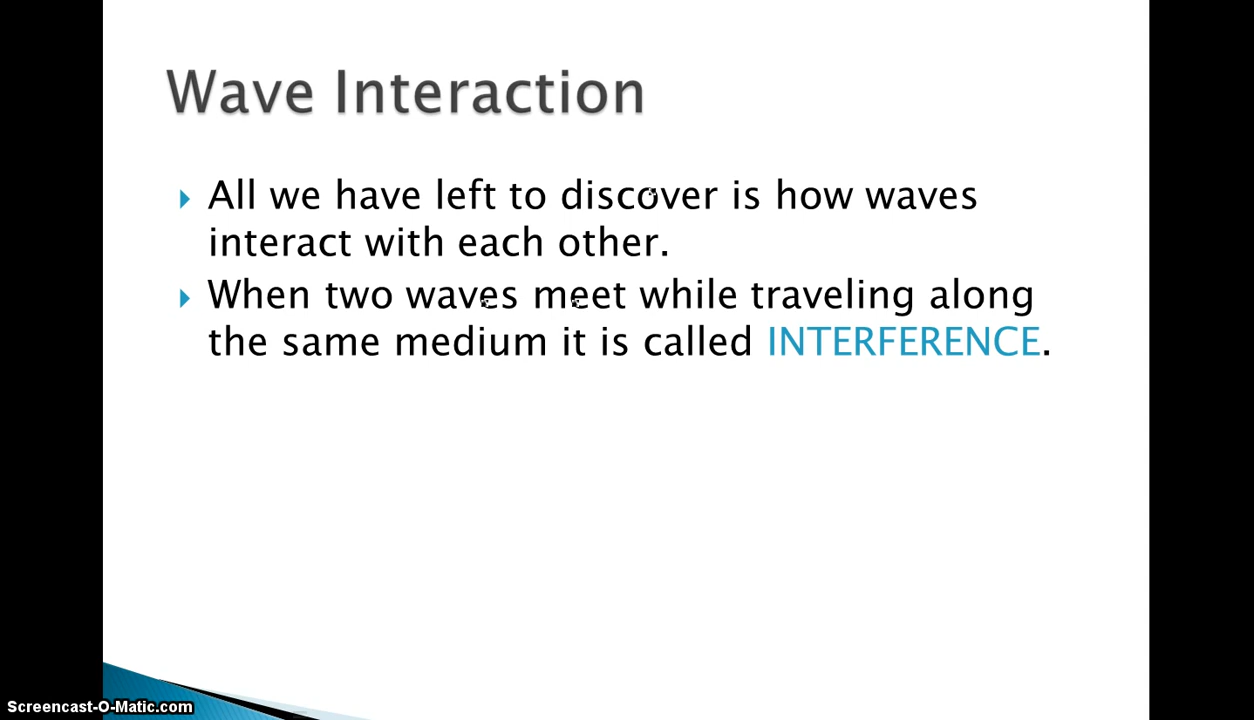 Wave Interaction
All we have left to discover is how waves
interact with each other.
When two waves meet while traveling along
the same medium it is called INTERFERENCE.
Screencast-O-Matic.com